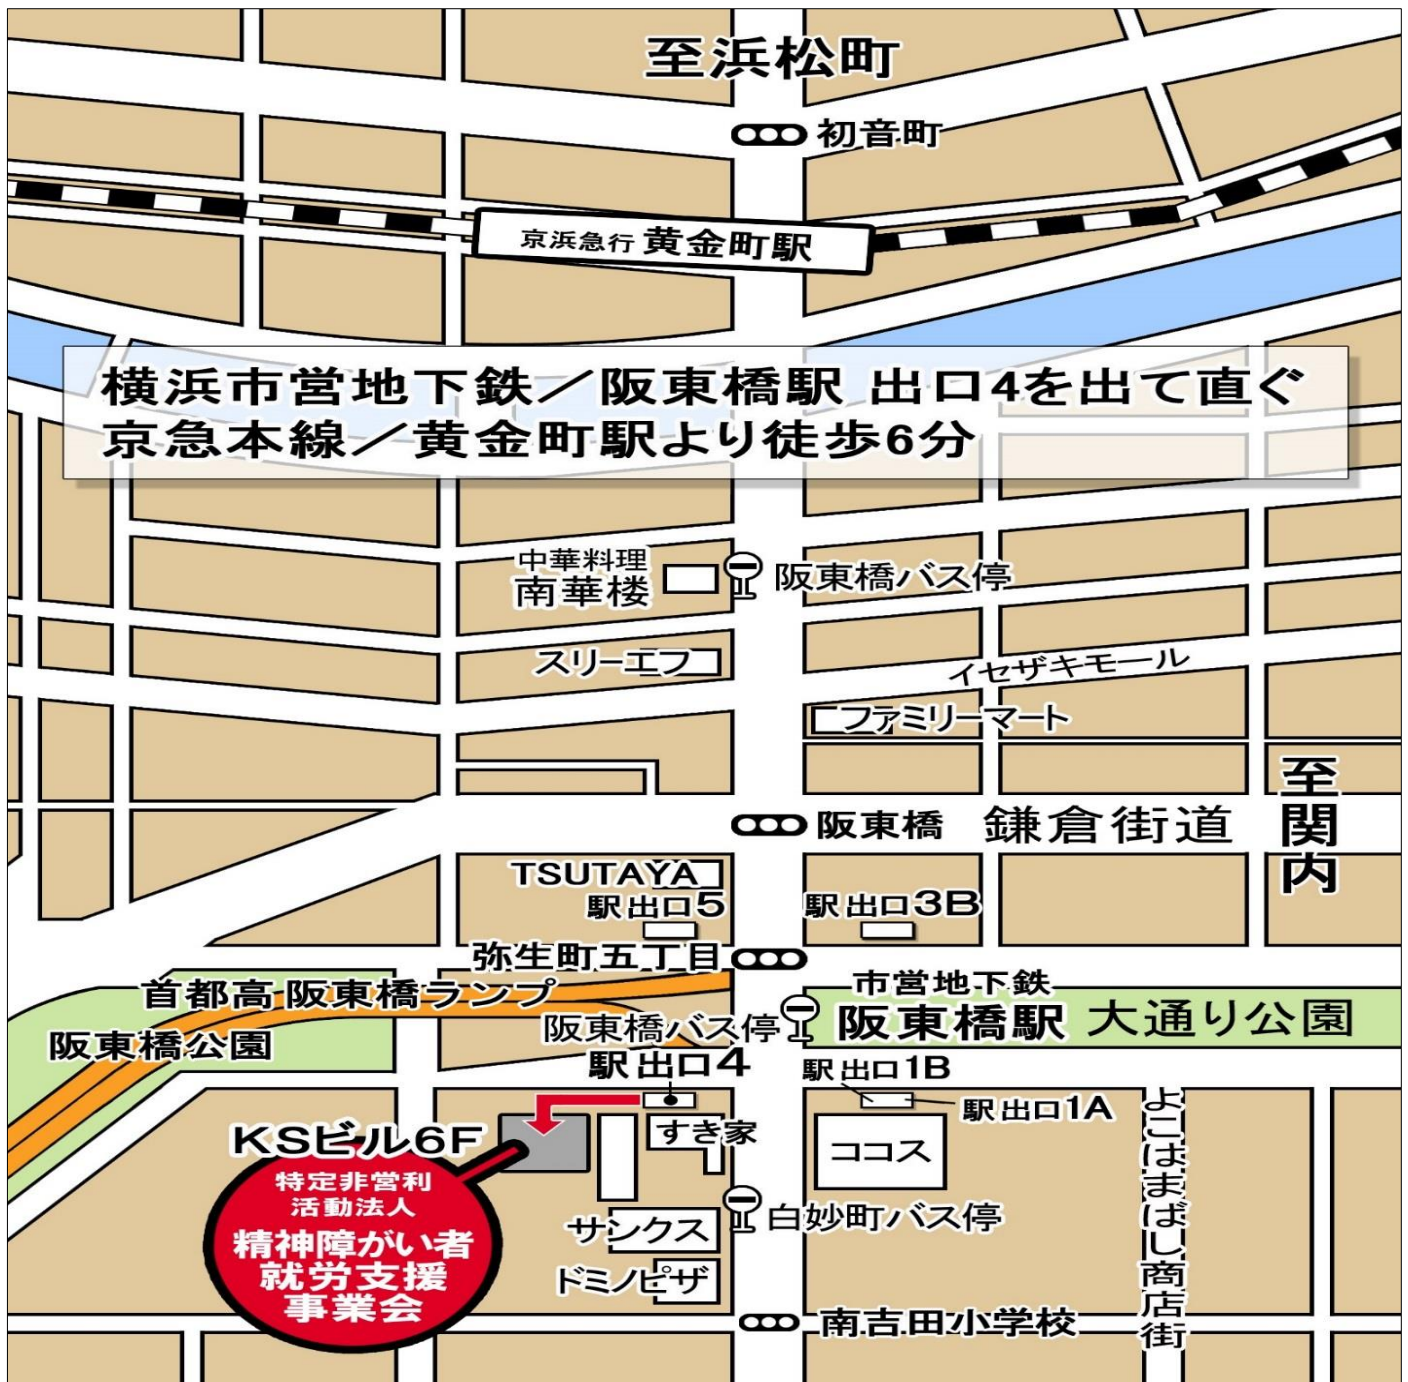 至浜松町
初音町
京浜急行 黄金町駅
横浜市営地下鉄／阪東橋駅 出口4を出て直ぐ
京急本線／黄金町駅より徒歩6分
中華料理
南華楼
阪東橋バス停
スリーエフ
イセザキモール
ファミリーマート
至関内
阪東橋
鎌倉街道
TSUTAYA
駅出口5
駅出口3B
弥生町五丁目
市営地下鉄
阪東橋駅
大通り公園
首都高 阪東橋ランプ
阪東橋バス停
阪東橋公園
駅出口4
駅出口1B
駅出口1A
よこはまばし商店街
KSビル6F
すき家
ココス
特定非営利
活動法人
精神障がい者
就労支援
事業会
サンクス
白妙町バス停
ドミノピザ
南吉田小学校